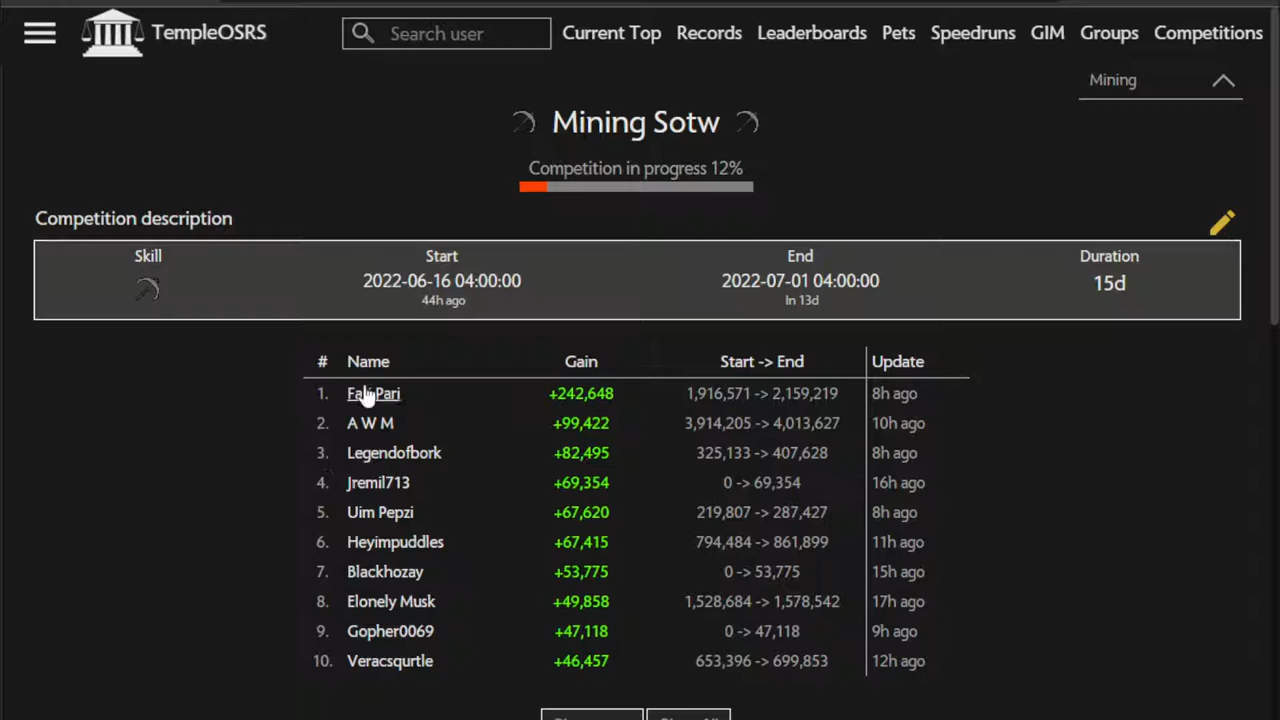 TempleOSRS Search user Current Top Records Leaderboards Pets Speedruns GIM Groups Competitions
Mining
Mining Sotw
Competition in progress 12%
Competition description
Skill Start End Duration
2022-06-16 04:00:00 2022-07-01 04:00:00 15d
44h ago In 13d
# Name Gain Start -> End Update
1. Pari +242,648 1,916,571 -> 2,159,219 8h ago
2. A W M +99,422 3,914,205 -> 4,013,627 10h ago
3. Legendofbork +82,495 325,133 -> 407,628 8h ago
4. Jremil713 +69,354 0 -> 69,354 16h ago
5. Uim Pepzi +67,620 219,807 -> 287,427 8h ago
6. Heyimpuddles +67,415 794,484 -> 861,899 11h ago
7. Blackhozay +53,775 0 -> 53,775 15h ago
8. Elonely Musk +49,858 1,528,684 -> 1,578,542 17h ago
9. Gopher0069 +47,118 0 -> 47,118 9h ago
10. Veracsqurtle +46,457 653,396 -> 699,853 12h ago